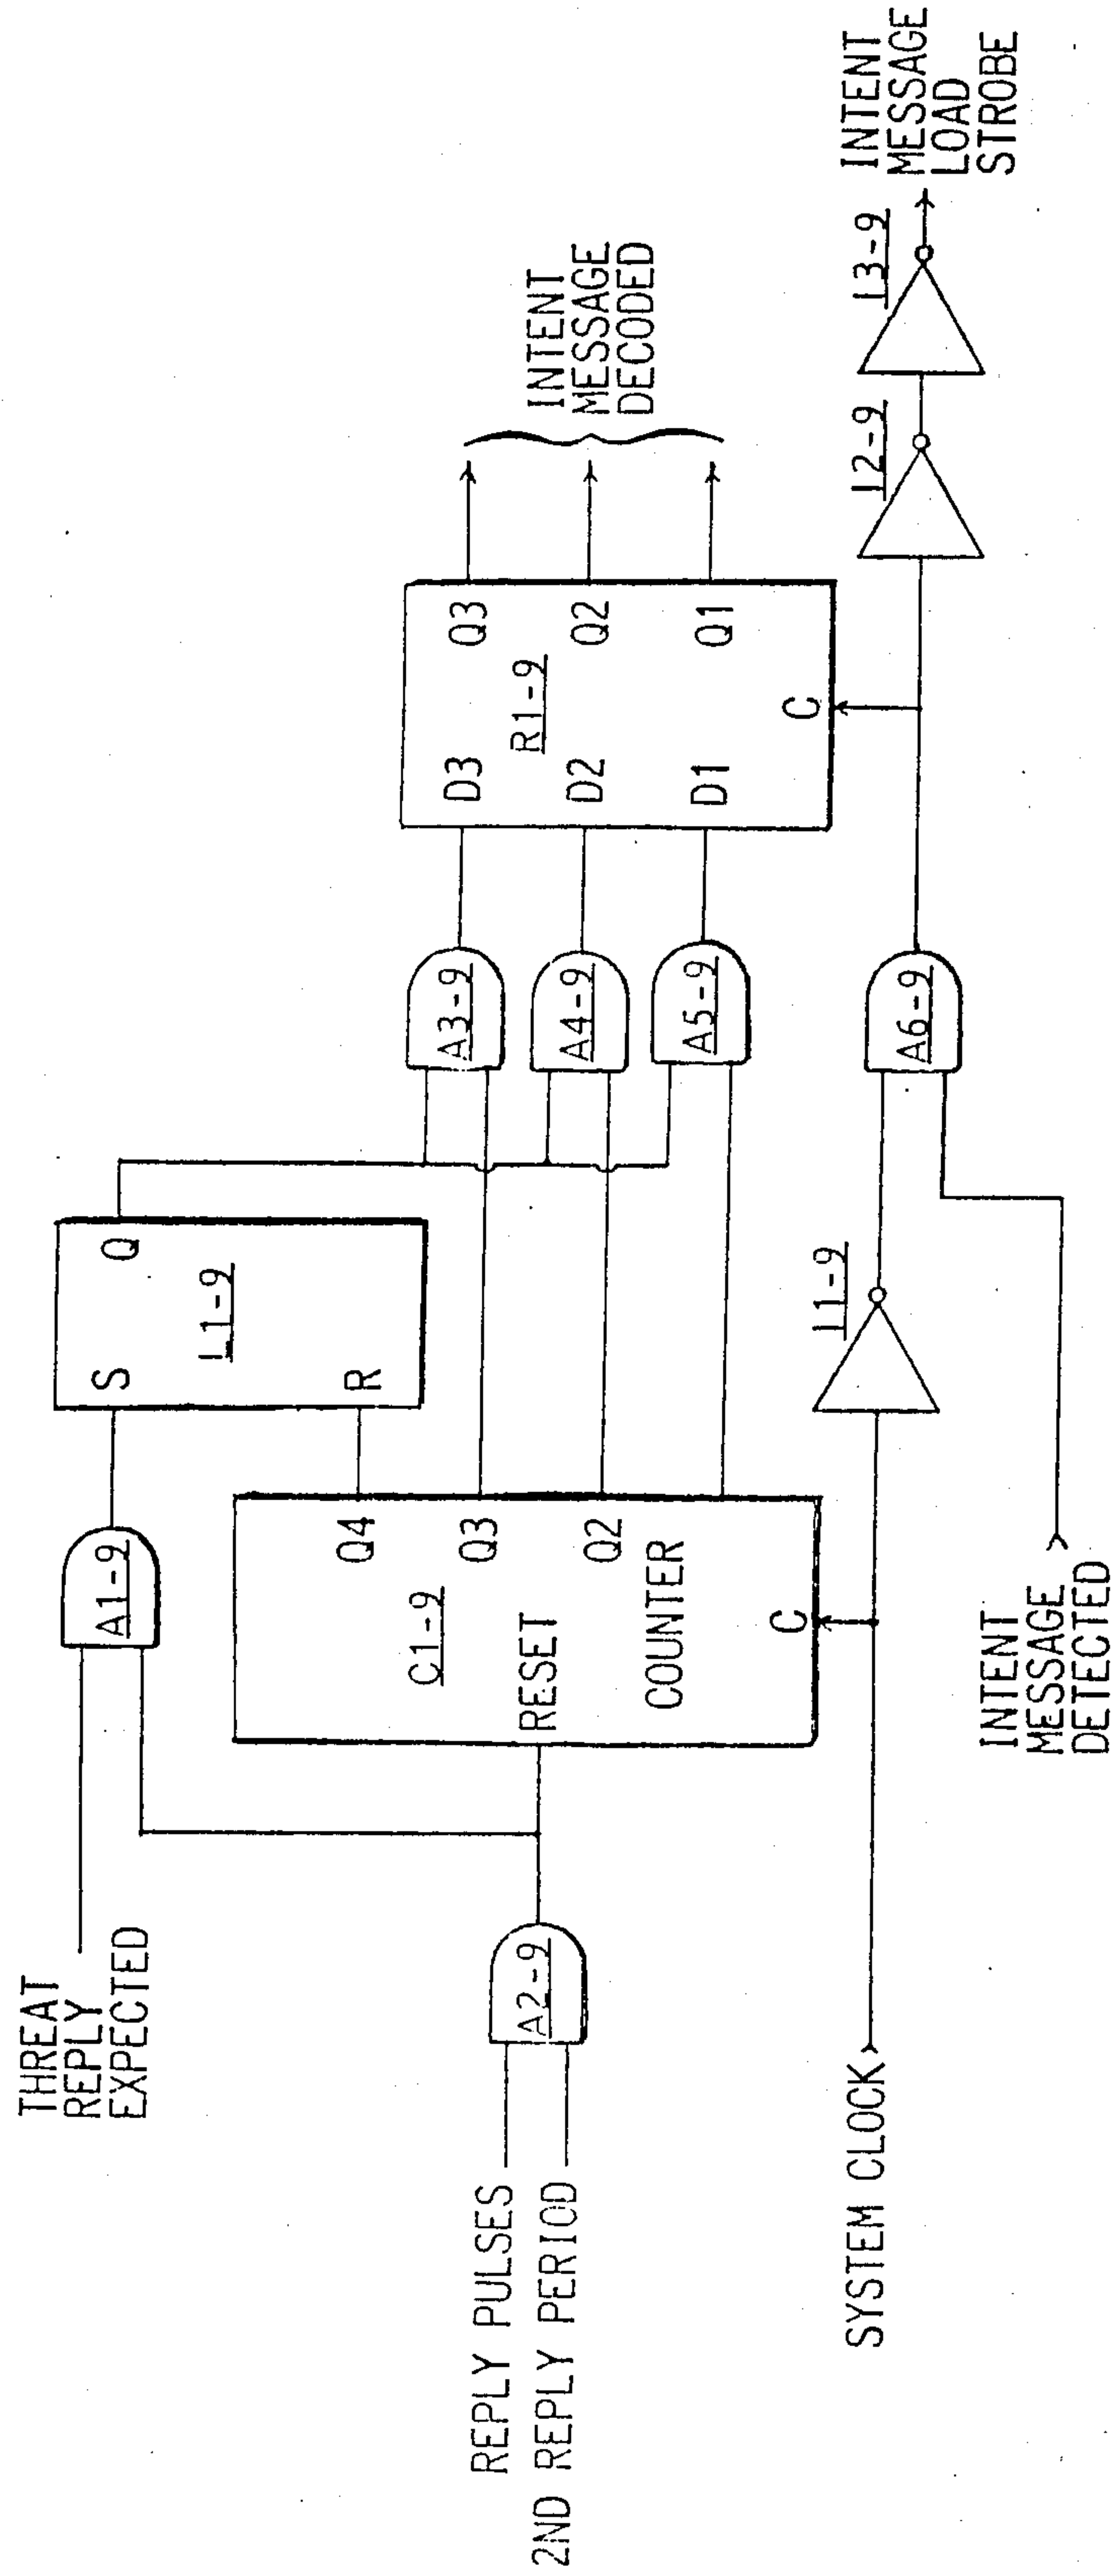 THREAT
REPLY
EXPECTED
A1-9
S
Q
L1-9
R
REPLY PULSES
2ND REPLY PERIOD
A2-9
Q4
C1-9
Q3
RESET
Q2
COUNTER
C
A3-9
A4-9
A5-9
D3
Q3
R1-9
D2
Q2
D1
Q1
C
INTENT
MESSAGE
DECODED
SYSTEM CLOCK
I1-9
A6-9
I2-9
I3-9
INTENT
MESSAGE
LOAD
STROBE
INTENT
MESSAGE
DETECTED